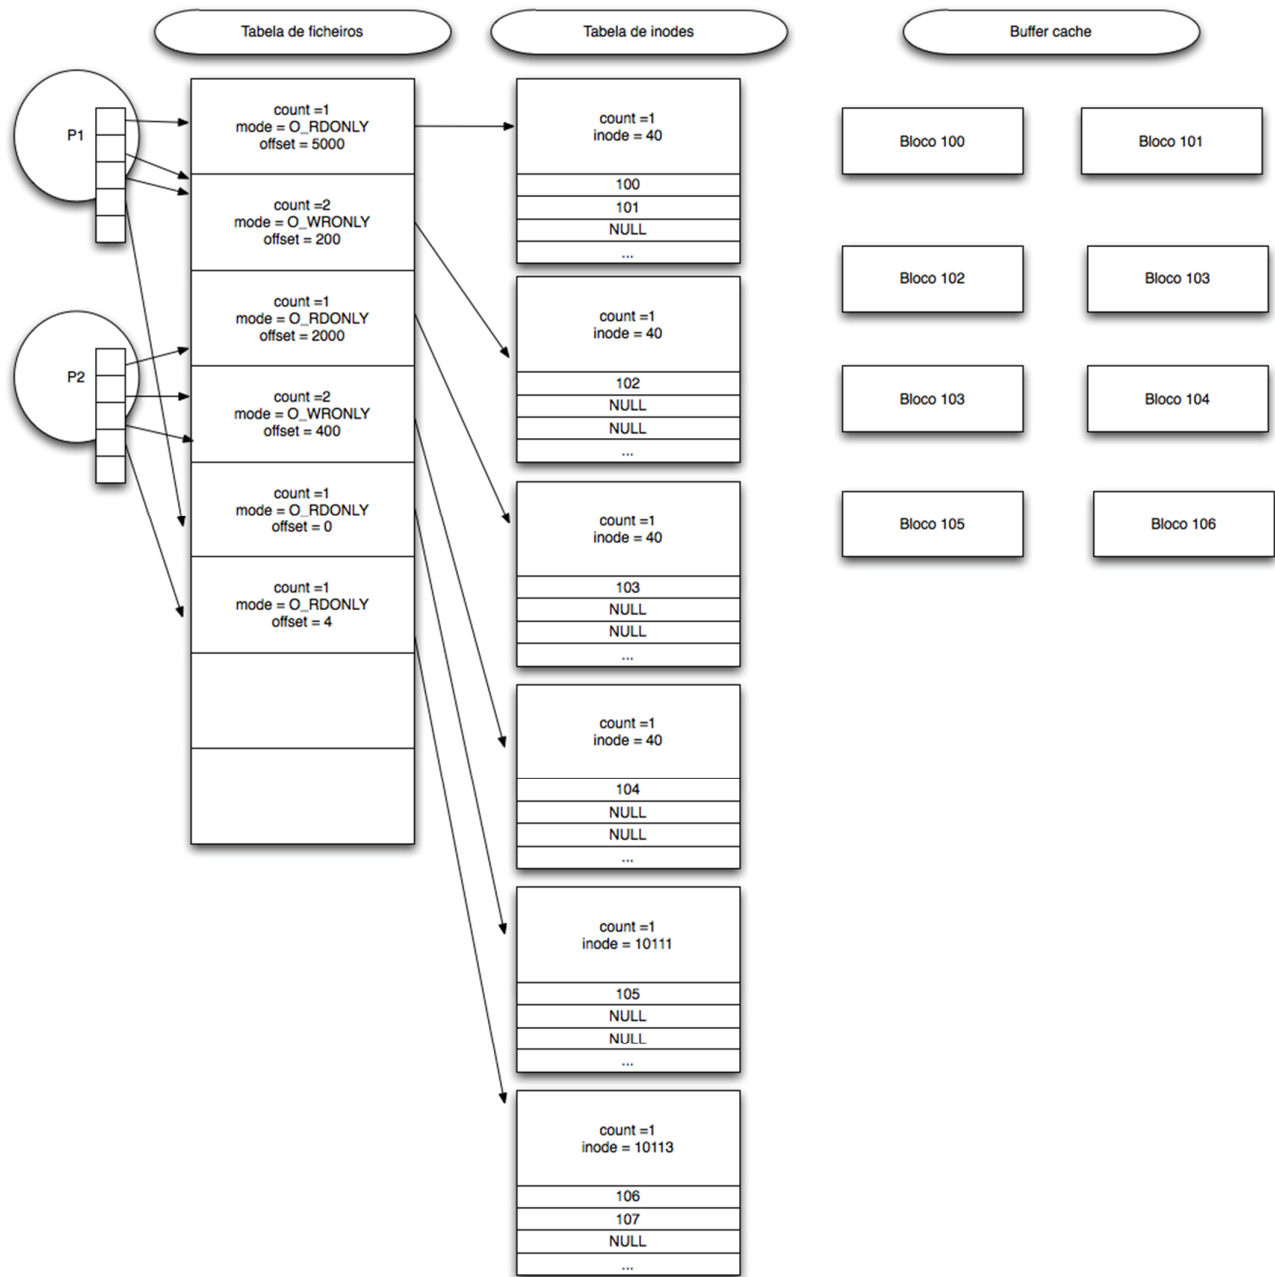 Tabela de ficheiros
Tabela de inodes
Buffer cache
P1
P2
count =1
mode = O_RDONLY
offset = 5000
count =2
mode = O_WRONLY
offset = 200
count =1
mode = O_RDONLY
offset = 2000
count =2
mode = O_WRONLY
offset = 400
count =1
mode = O_RDONLY
offset = 0
count =1
mode = O_RDONLY
offset = 4
count =1
inode = 40
100
101
NULL
...
count =1
inode = 40
102
NULL
NULL
...
count =1
inode = 40
103
NULL
NULL
...
count =1
inode = 40
104
NULL
NULL
...
count =1
inode = 10111
105
NULL
NULL
...
count =1
inode = 10113
106
107
NULL
...
Bloco 100
Bloco 101
Bloco 102
Bloco 103
Bloco 103
Bloco 104
Bloco 105
Bloco 106